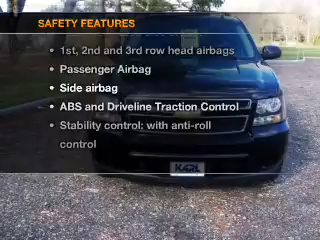 SAFETY FEATURES
• 1st, 2nd and 3rd row head airbags
• Passenger Airbag
• Side airbag
• ABS and Driveline Traction Control
• Stability control: with anti-roll
control
KARL